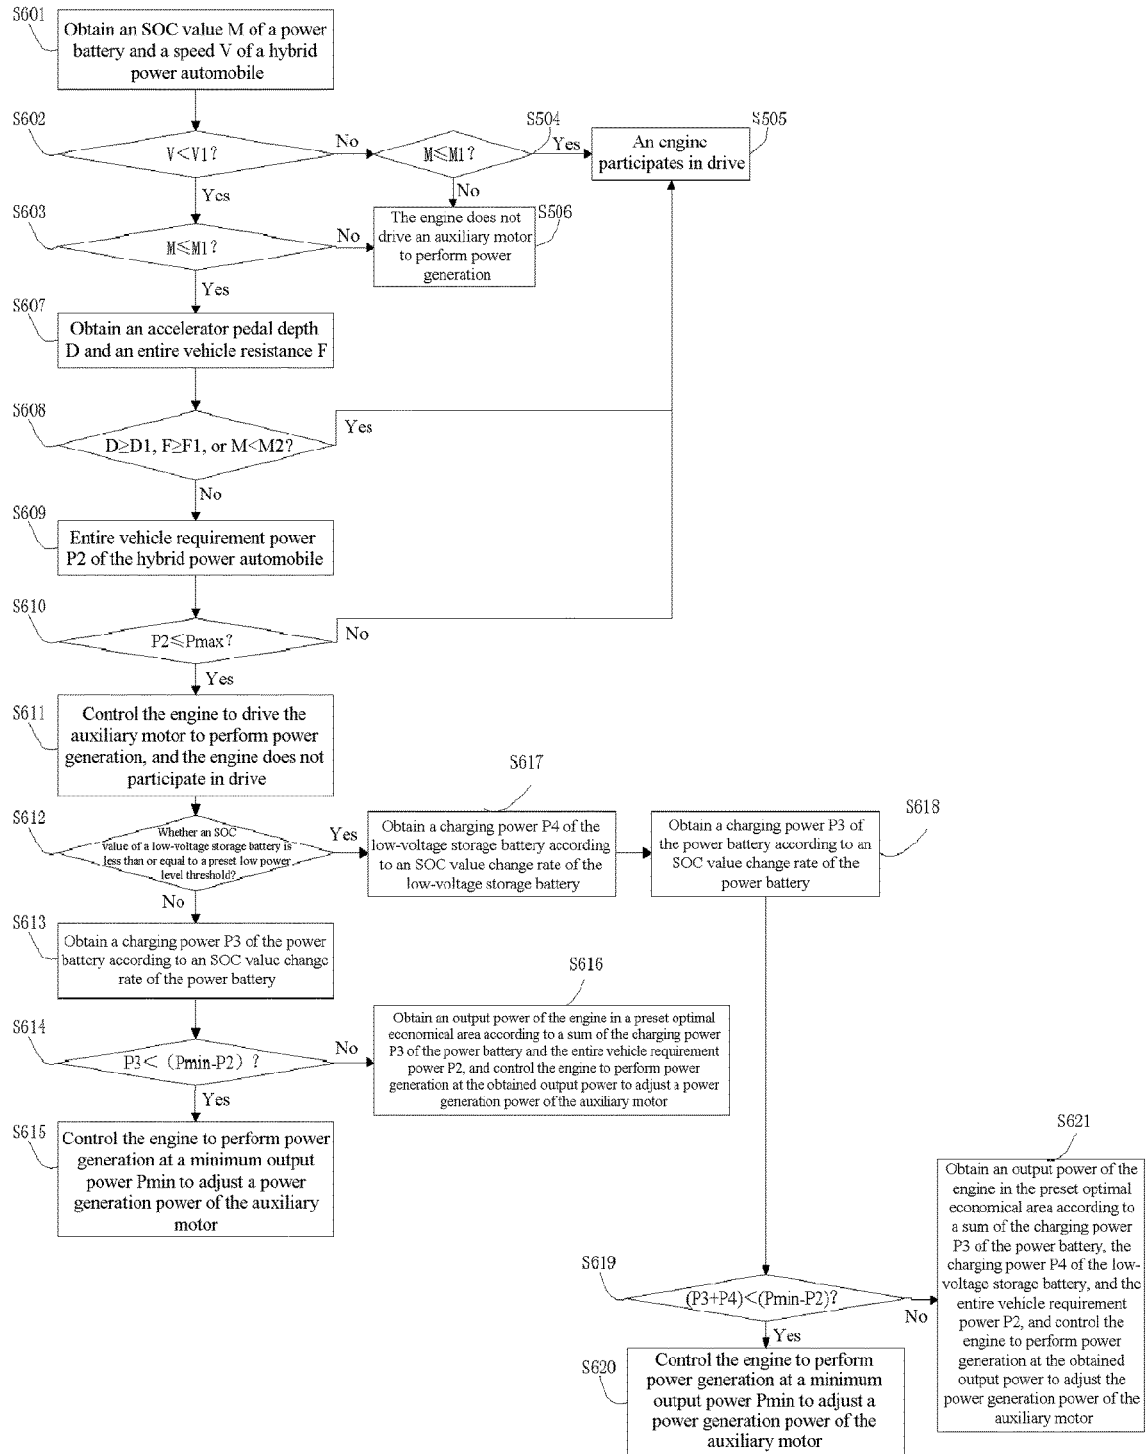 S601
Obtain an SOC value M of a power
battery and a speed V of a hybrid
power automobile
S602
V<V1?
No
S504
M≤M1?
Yes
S505
An engine
participates in drive
Yes
No
S603
M≤M1?
No
S506
The engine does not
drive an auxiliary motor
to perform power
generation
Yes
S607
Obtain an accelerator pedal depth
D and an entire vehicle resistance F
S608
D≥D1, F≥F1, or M<M2?
Yes
No
S609
Entire vehicle requirement power
P2 of the hybrid power automobile
S610
P2≤Pmax?
No
Yes
S611
Control the engine to drive the
auxiliary motor to perform power
generation, and the engine does not
participate in drive
S612
Whether an SOC
value of a low-voltage storage battery is
less than or equal to a preset low power
level threshold?
Yes
S617
Obtain a charging power P4 of the
low-voltage storage battery according
to an SOC value change rate of the
low-voltage storage battery
S618
Obtain a charging power P3 of
the power battery according to
an SOC value change rate of the
power battery
No
S613
Obtain a charging power P3 of the power
battery according to an SOC value change
rate of the power battery
S614
P3< (Pmin-P2) ?
No
S616
Obtain an output power of the engine in a preset optimal
economical area according to a sum of the charging power
P3 of the power battery and the entire vehicle requirement
power P2, and control the engine to perform power
generation at the obtained output power to adjust a power
generation power of the auxiliary motor
Yes
S615
Control the engine to perform power
generation at a minimum output
power Pmin to adjust a power
generation power of the auxiliary
motor
S619
(P3+P4)<(Pmin-P2)?
No
S621
Obtain an output power of the
engine in the preset optimal
economical area according to
a sum of the charging power
P3 of the power battery, the
charging power P4 of the low-
voltage storage battery, and the
entire vehicle requirement
power P2, and control the
engine to perform power
generation at the obtained
output power to adjust the
power generation power of the
auxiliary motor
Yes
S620
Control the engine to perform
power generation at a minimum
output power Pmin to adjust a
power generation power of the
auxiliary motor